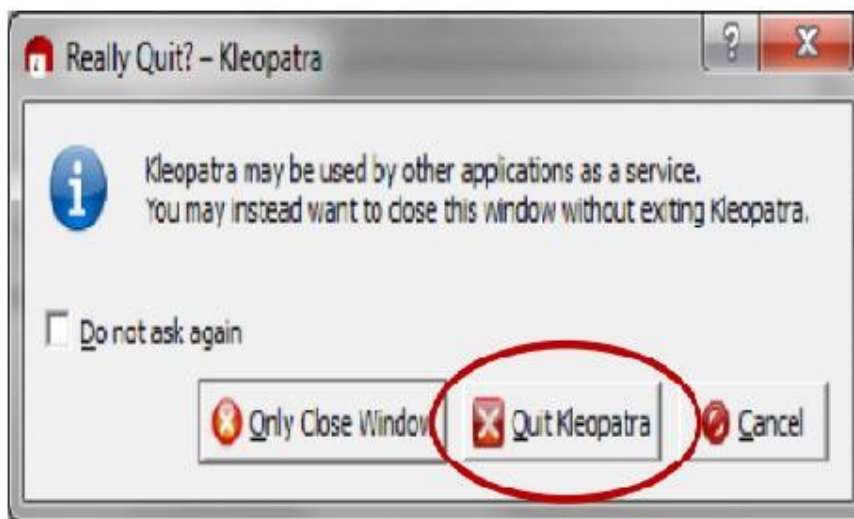 Really Quit? – Kleopatra
Kleopatra may be used by other applications as a service.
You may instead want to close this window without exiting Kleopatra.
Do not ask again
Only Close Window Quit Kleopatra Cancel